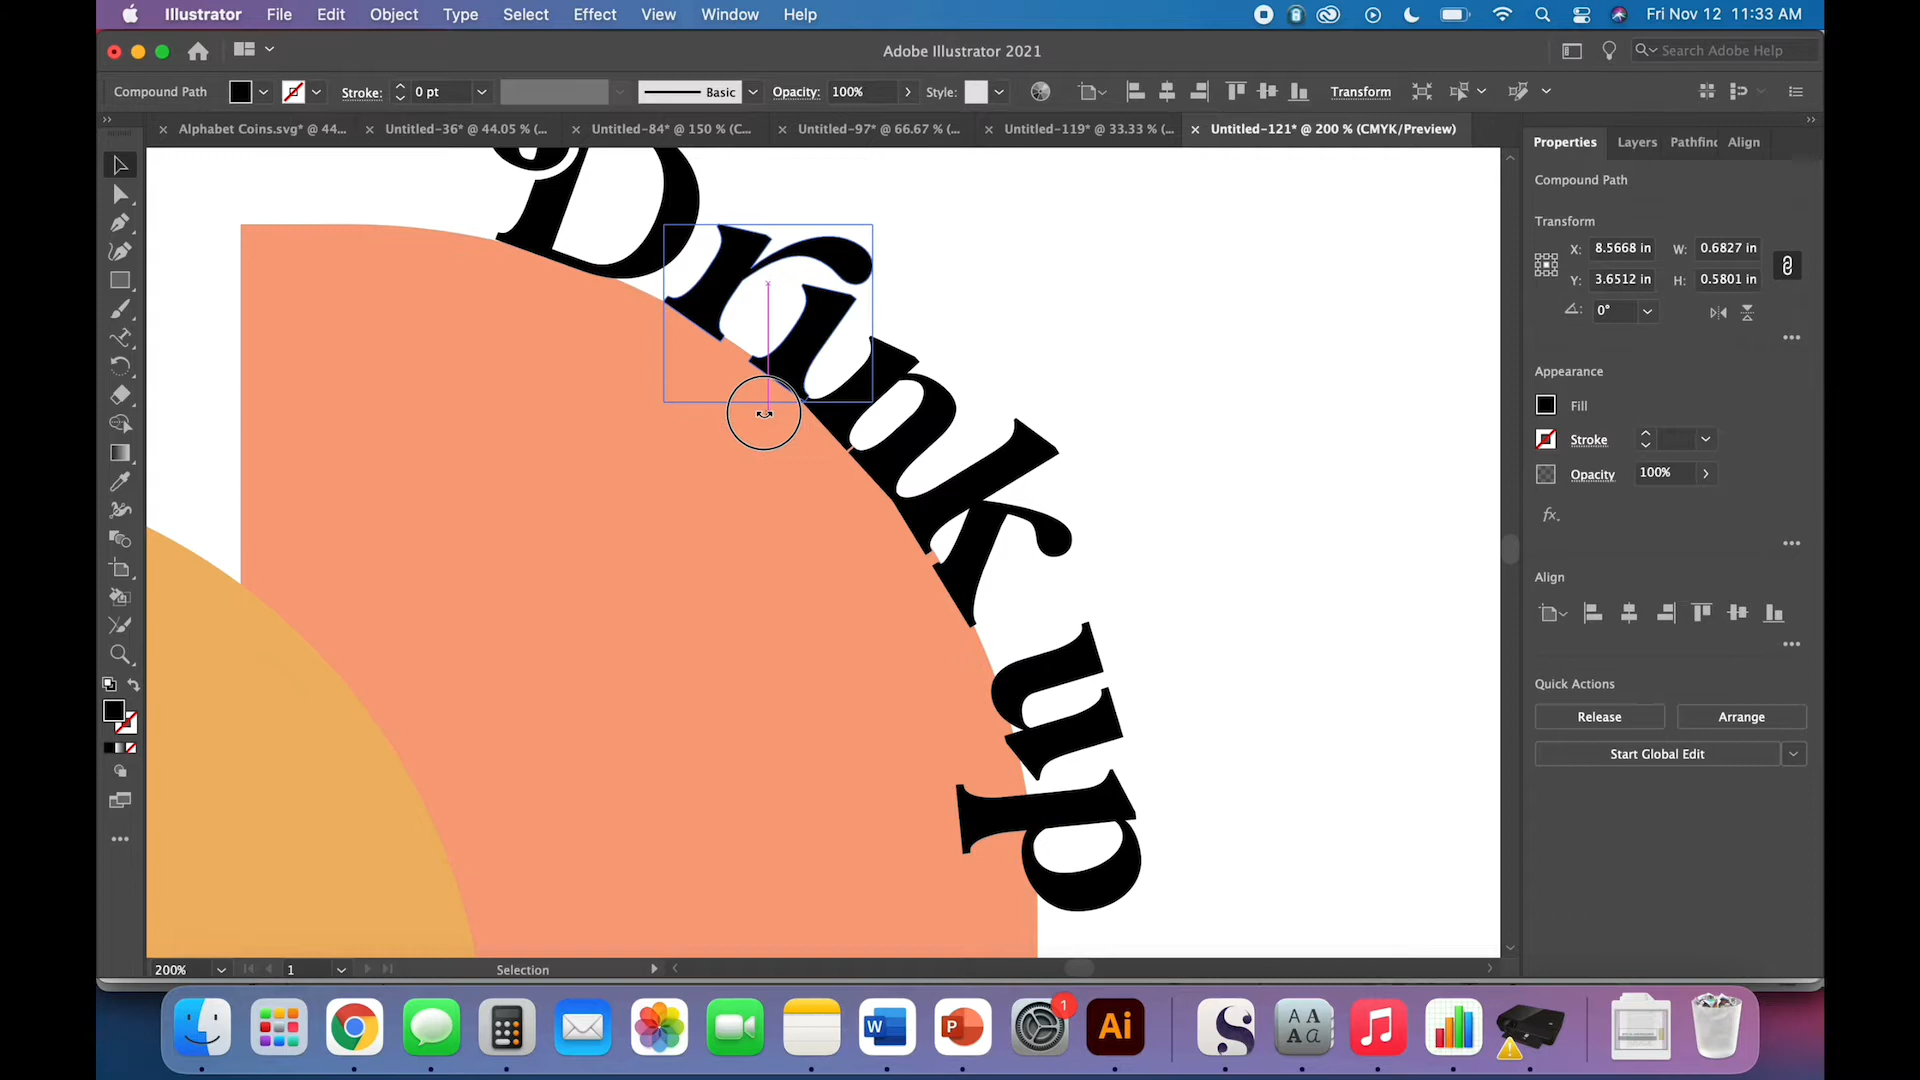 Illustrator File Edit Object Type Select Effect View Window Help Fri Nov 12 11:33 AM
Adobe Illustrator 2021 Search Adobe Help
Compound Path Stroke: 0 pt Basic Opacity: 100% Style: Transform
Alphabet Coins.svg* @ 44... Untitled-36* @ 44.05 % (... Untitled-84* @ 150 % (C... Untitled-97* @ 66.67 % (... Untitled-119* @ 33.33 % (... Untitled-121* @ 200 % (CMYK/Preview)
Properties Layers Pathfinc Align
Compound Path
Transform
X: 8.5668 in W: 0.6827 in
Y: 3.6512 in H: 0.5801 in
0°
Appearance
Fill
Stroke
Opacity 100%
fx.
Align
Quick Actions
Release Arrange
Start Global Edit
Drink up
200% 1 Selection
1
W P Ai
A A
A a